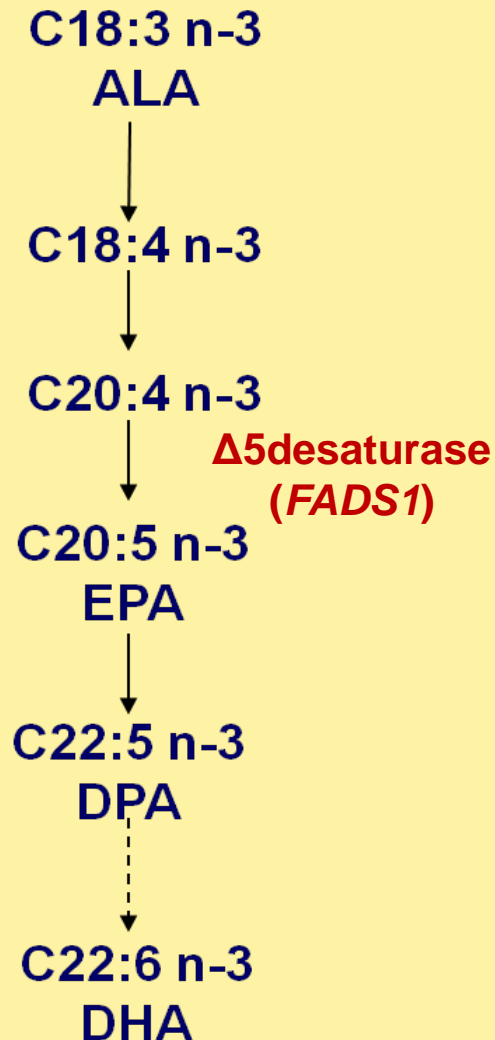 C18:3 n-3
ALA
C18:4 n-3
C20:4 n-3
Δ5desaturase
(FADS1)
C20:5 n-3
EPA
C22:5 n-3
DPA
C22:6 n-3
DHA